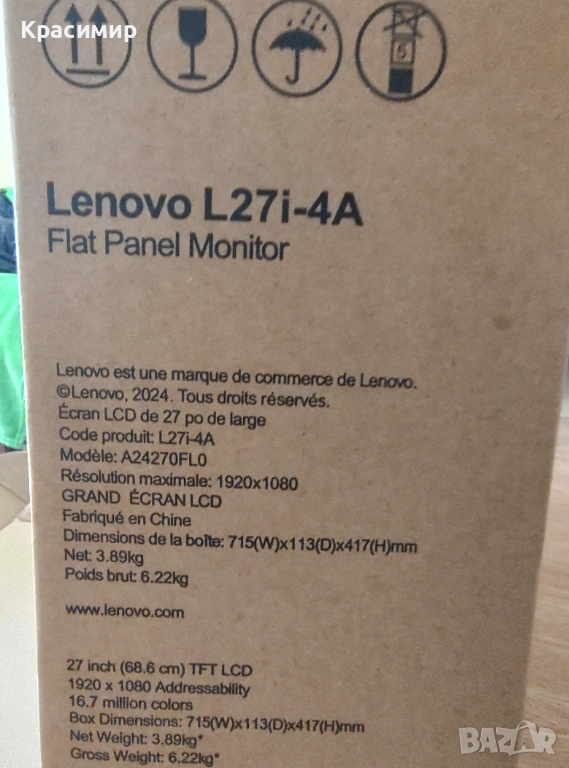 Красимир
6
Lenovo L27i-4A
Flat Panel Monitor
Lenovo est une marque de commerce de Lenovo.
©Lenovo, 2024. Tous droits réservés.
Écran LCD de 27 po de large
Code produit: L27i-4A
Modèle: A24270FL0
Résolution maximale: 1920x1080
GRAND ÉCRAN LCD
Fabriqué en Chine
Dimensions de la boîte: 715(W)x113(D)x417(H)mm
Net: 3.89kg
Poids brut: 6.22kg
www.lenovo.com
27 inch (68.6 cm) TFT LCD
1920 x 1080 Addressability
16.7 million colors
Box Dimensions: 715(W)x113(D)x417(H)mm
Net Weight: 3.89kg*
Gross Weight: 6.22kg*
BAZAR